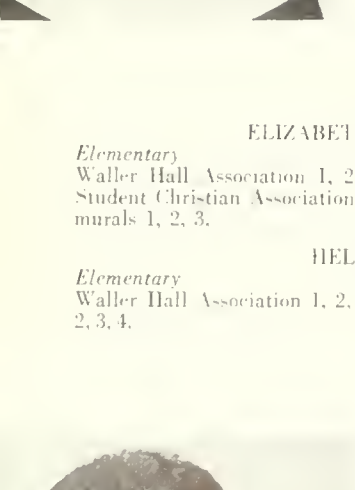 ELIZABET
Elementary
Waller Hall Association 1, 2
Student Christian Association
murals 1, 2, 3.
HEL
Elementary
Waller Hall Association 1, 2,
2, 3, 4.